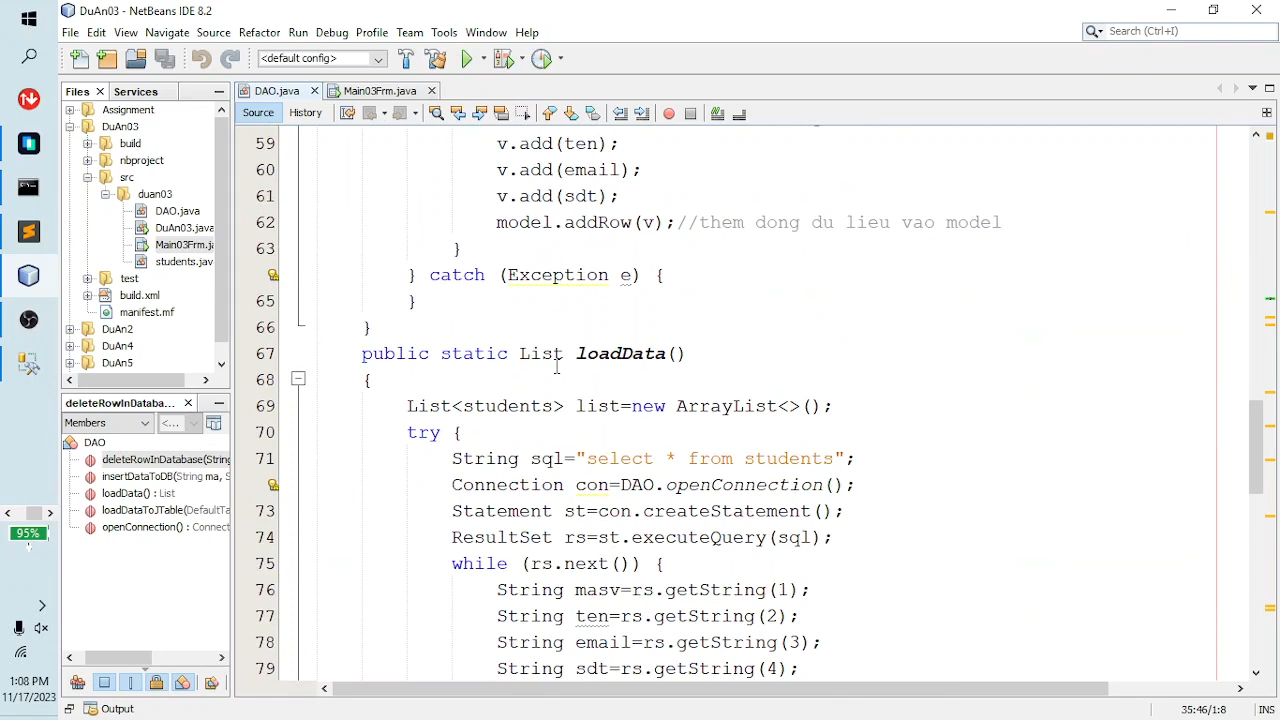 DuAn03 - NetBeans IDE 8.2
File Edit View Navigate Source Refactor Run Debug Profile Team Tools Window Help
Search (Ctrl+I)
<default config>
Files
Services
DAO.java
Main03Frm.java
Source
History
Assignment
DuAn03
build
nbproject
src
duan03
DAO.java
DuAn03.java
Main03Frm.j
students.jav
test
build.xml
manifest.mf
DuAn2
DuAn4
DuAn5
deleteRowInDataba...
Members
<...
DAO
deleteRowInDatabase(String
insertDataToDB(String ma, S
loadData() : List
loadDataToJTable(DefaultTa
openConnection() : Connect
59 v.add(ten);
60 v.add(email);
61 v.add(sdt);
62 model.addRow(v);//them dong du lieu vao model
63 }
} catch (Exception e) {
65 }
66 }
67 public static List loadData()
68 {
69 List<students> list=new ArrayList<>();
70 try {
71 String sql="select * from students";
Connection con=DAO.openConnection();
73 Statement st=con.createStatement();
74 ResultSet rs=st.executeQuery(sql);
75 while (rs.next()) {
76 String masv=rs.getString(1);
77 String ten=rs.getString(2);
78 String email=rs.getString(3);
79 String sdt=rs.getString(4);
95%
1:08 PM
11/17/2023
Output
35:46/1:8
INS